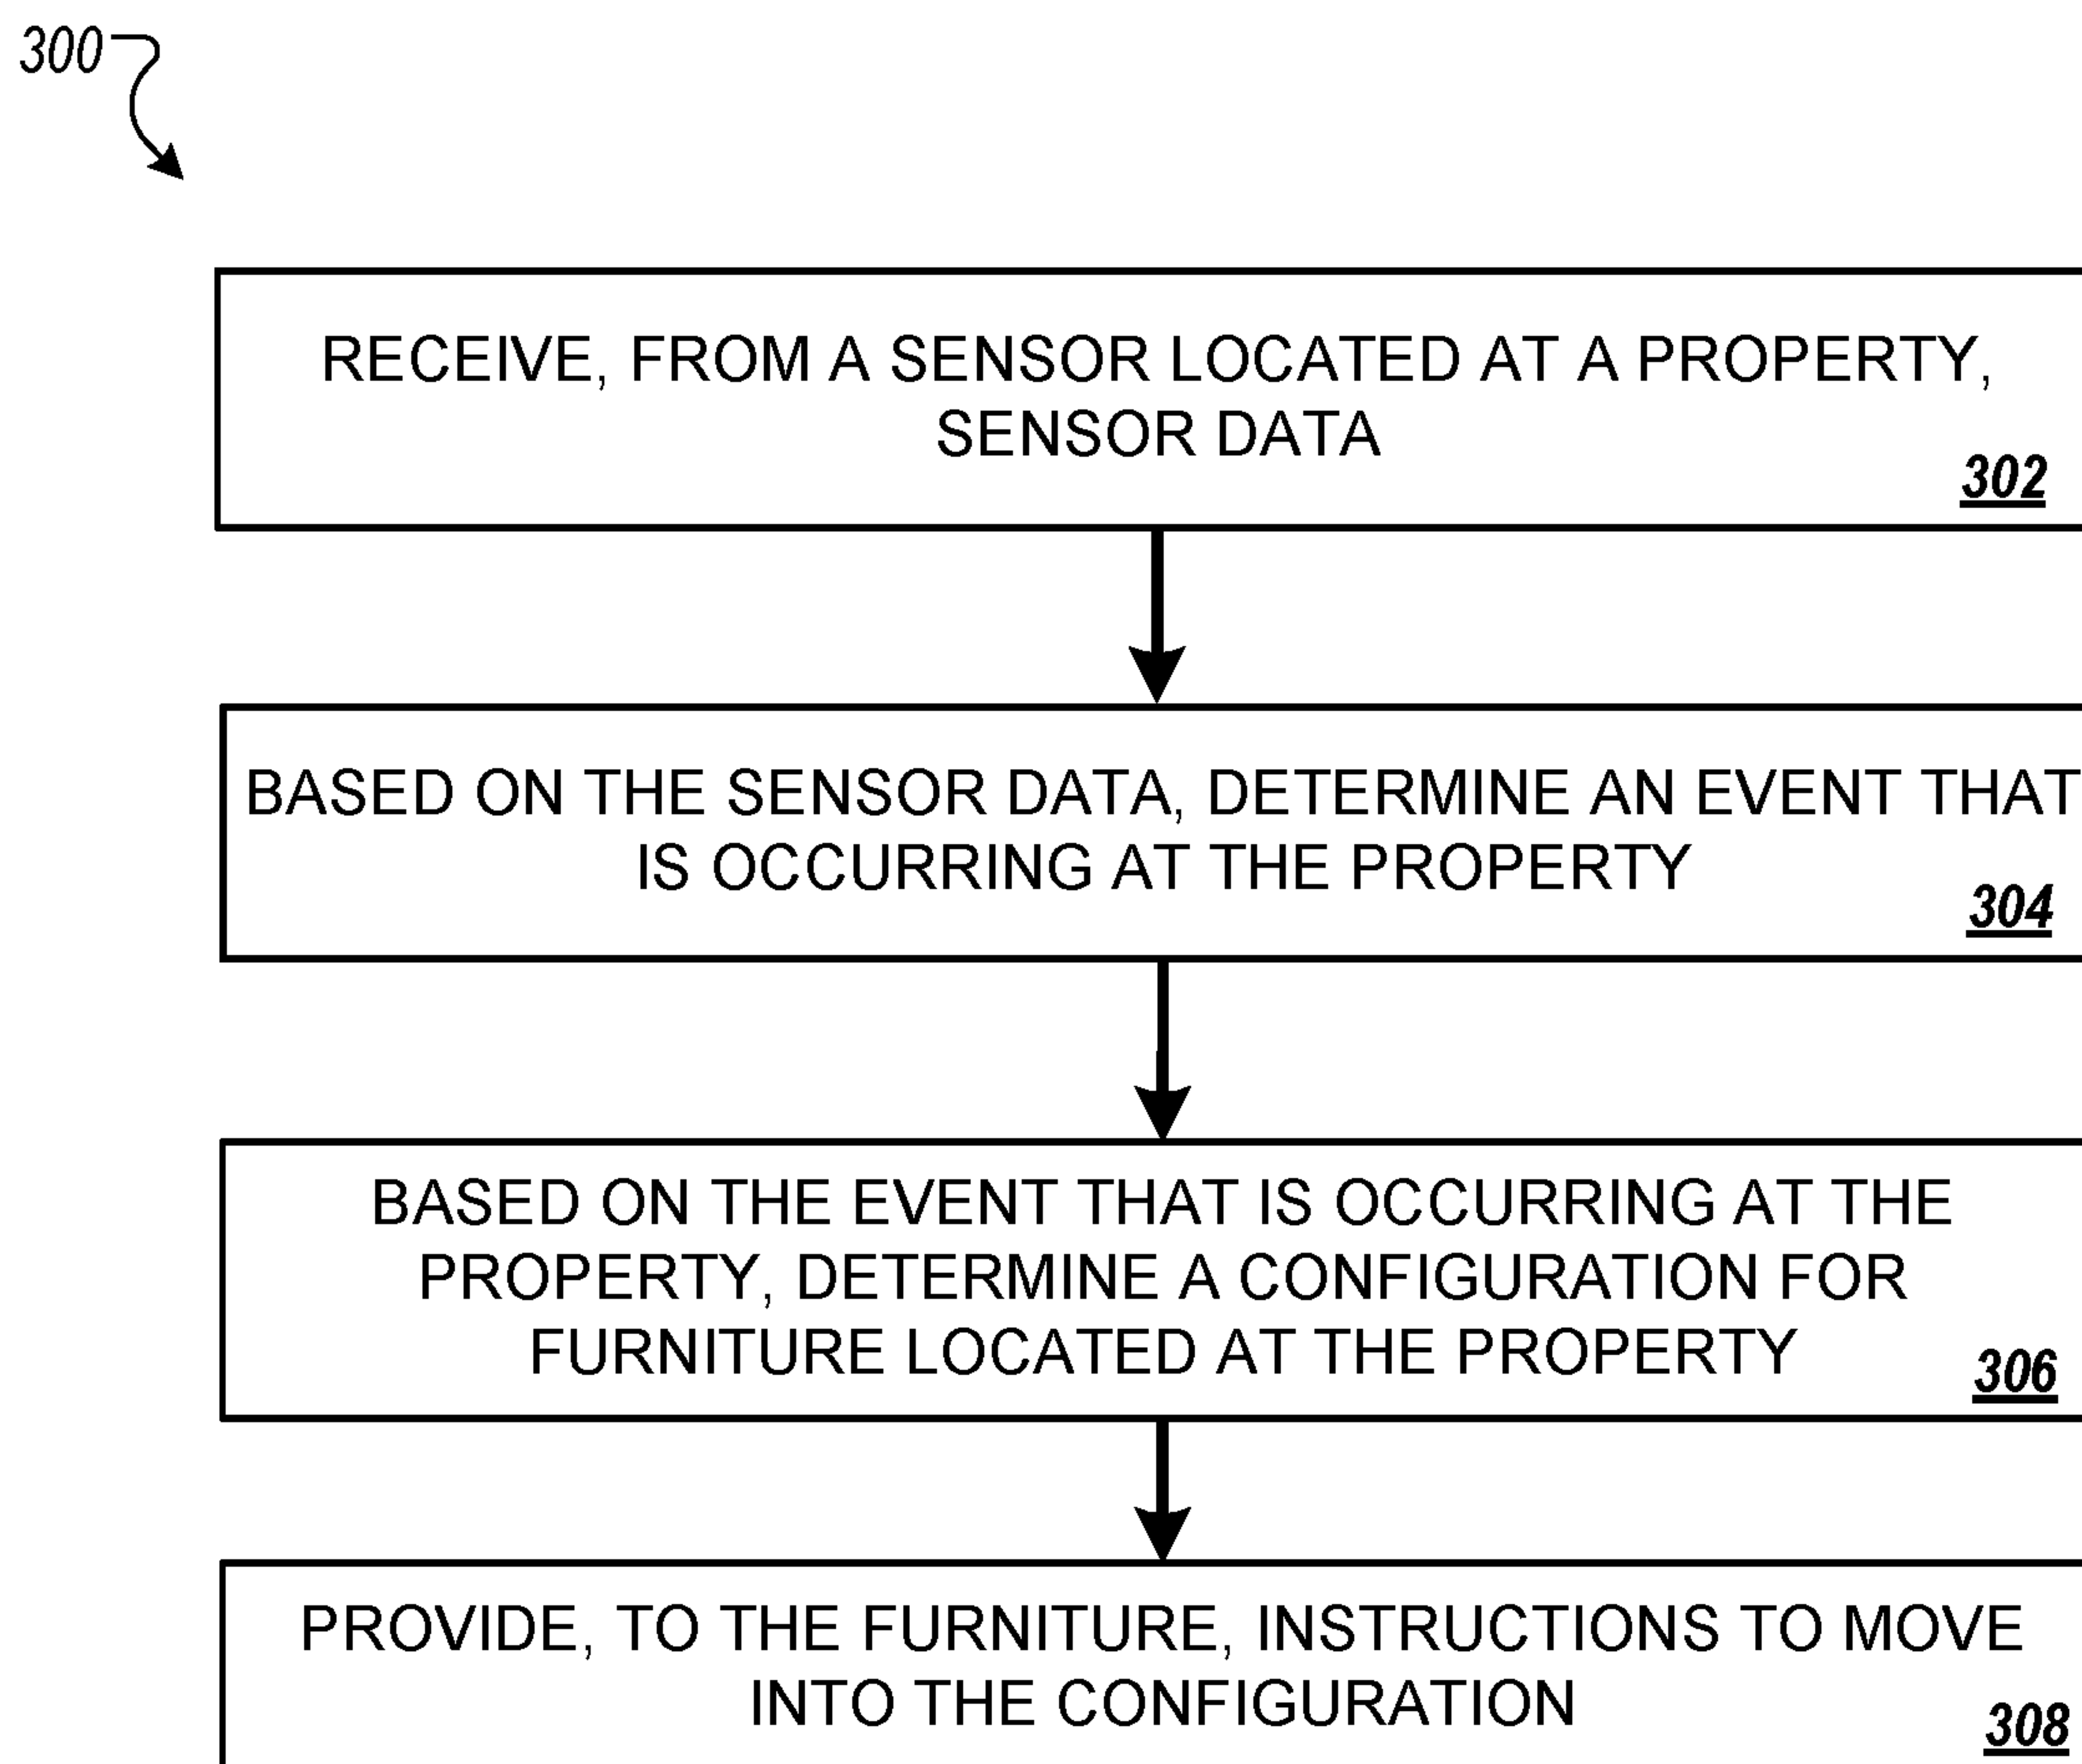 300
RECEIVE, FROM A SENSOR LOCATED AT A PROPERTY,
SENSOR DATA
302
BASED ON THE SENSOR DATA, DETERMINE AN EVENT THAT
IS OCCURRING AT THE PROPERTY
304
BASED ON THE EVENT THAT IS OCCURRING AT THE
PROPERTY, DETERMINE A CONFIGURATION FOR
FURNITURE LOCATED AT THE PROPERTY
306
PROVIDE, TO THE FURNITURE, INSTRUCTIONS TO MOVE
INTO THE CONFIGURATION
308